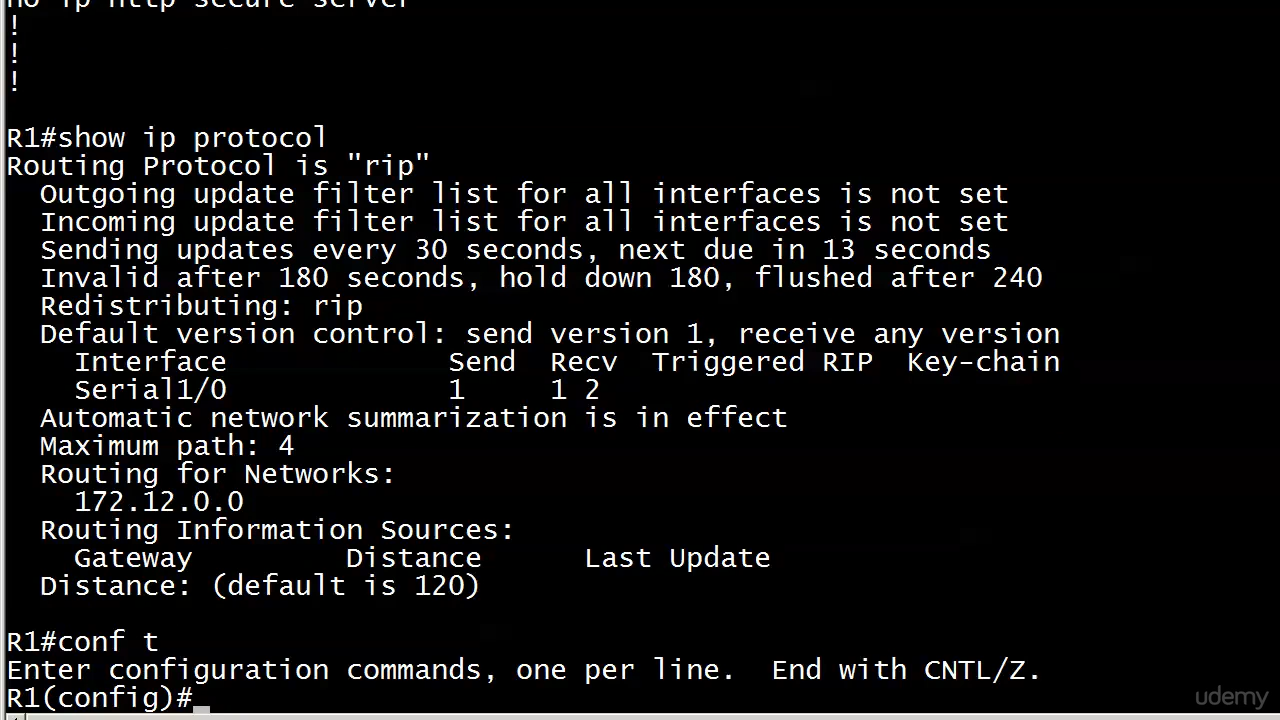 no ip http secure server
!
!
!
R1#show ip protocol
Routing Protocol is "rip"
  Outgoing update filter list for all interfaces is not set
  Incoming update filter list for all interfaces is not set
  Sending updates every 30 seconds, next due in 13 seconds
  Invalid after 180 seconds, hold down 180, flushed after 240
  Redistributing: rip
  Default version control: send version 1, receive any version
    Interface             Send  Recv  Triggered RIP  Key-chain
    Serial1/0             1     1 2
  Automatic network summarization is in effect
  Maximum path: 4
  Routing for Networks:
    172.12.0.0
  Routing Information Sources:
    Gateway         Distance      Last Update
  Distance: (default is 120)
R1#conf t
Enter configuration commands, one per line.  End with CNTL/Z.
R1(config)#
udemy